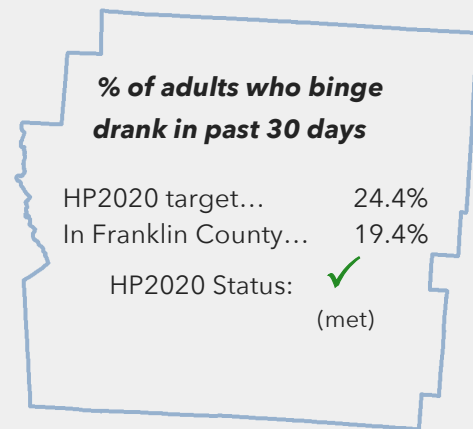 % of adults who binge
drank in past 30 days
HP2020 target… 24.4%
In Franklin County… 19.4%
HP2020 Status: ✓
(met)